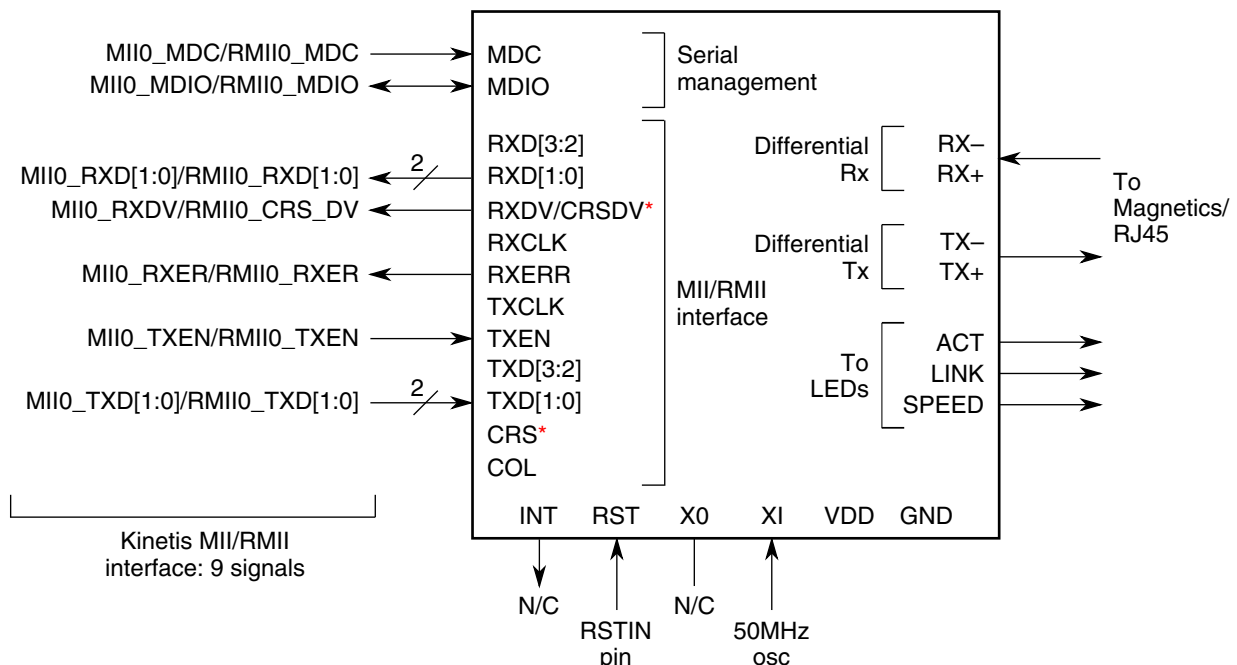 MII0_MDC/RMII0_MDC
MII0_MDIO/RMII0_MDIO
MII0_RXD[1:0]/RMII0_RXD[1:0]
2
MII0_RXDV/RMII0_CRS_DV
MII0_RXER/RMII0_RXER
MII0_TXEN/RMII0_TXEN
MII0_TXD[1:0]/RMII0_TXD[1:0]
2
Kinetis MII/RMII
interface: 9 signals
MDC
MDIO
Serial
management
RXD[3:2]
RXD[1:0]
RXDV/CRSDV*
RXCLK
RXERR
TXCLK
TXEN
TXD[3:2]
TXD[1:0]
CRS*
COL
MII/RMII
interface
Differential
Rx
RX–
RX+
Differential
Tx
TX–
TX+
To
LEDs
ACT
LINK
SPEED
To
Magnetics/
RJ45
INT RST X0 XI VDD GND
N/C
RSTIN
pin
N/C
50MHz
osc